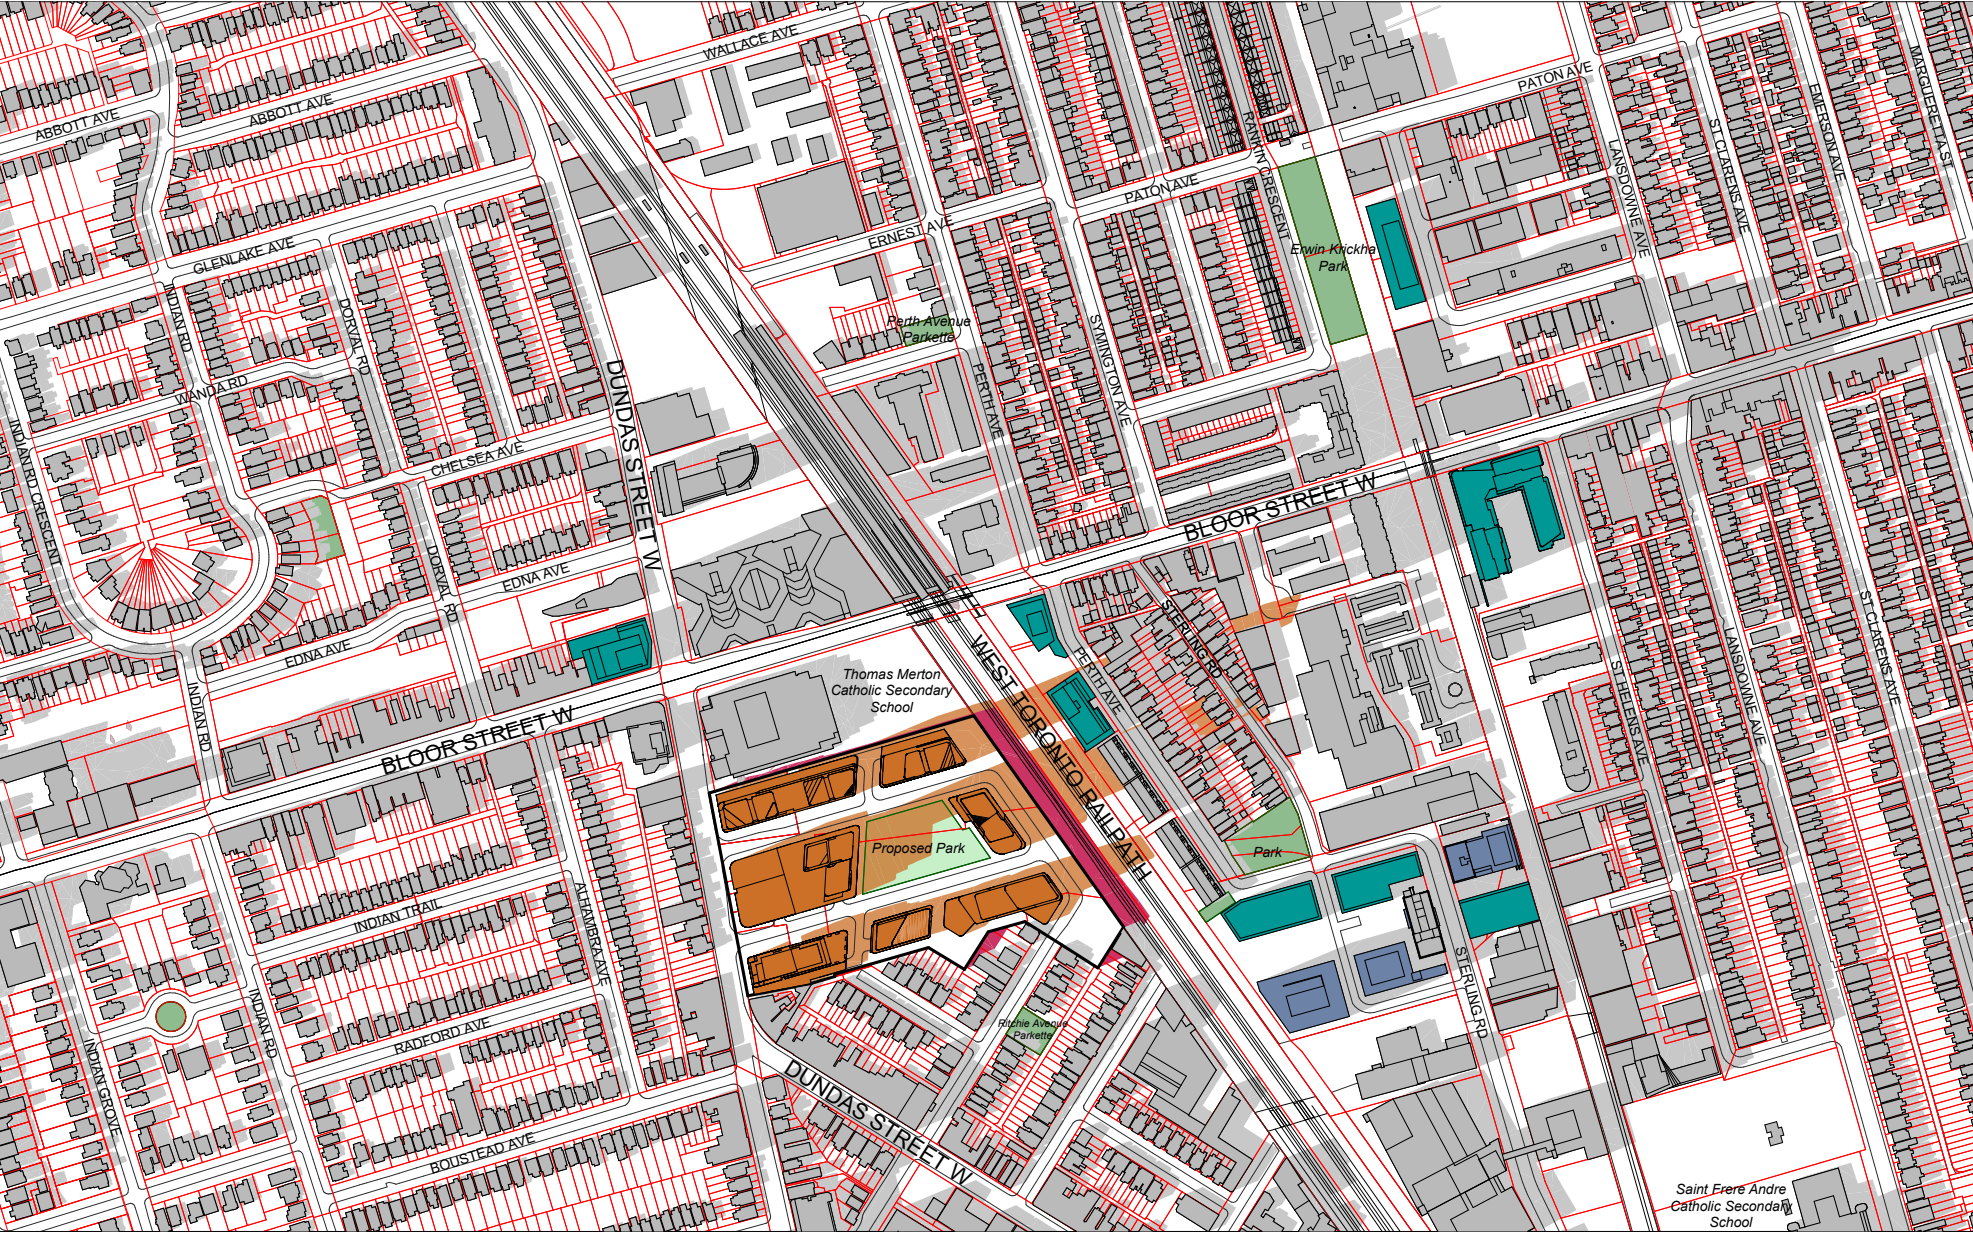 WALLACE AVE
PATON AVE
MARGUERETTA ST
EMERSON AVE
ABBOTT AVE
ABBOTT AVE
RANKIN CRESCENT
ST CLARENS AVE
LANSDOWNE AVE
PATON AVE
ERNEST AVE
GLENLAKE AVE
Erwin Krickhan
Park
INDIAN RD
DORVAL RD
Perth Avenue
Parkette
SYMINGTON AVE
PERTH AVE
WANDA RD
DUNDAS STREET W
INDIAN RD CRESCENT
CHELSEA AVE
BLOOR STREET W
DORVAL RD
EDNA AVE
STERLING RD
ST CLARENS AVE
EDNA AVE
WEST TORONTO RAILPATH
PERTH AVE
LANSDOWNE AVE
ST HELENS AVE
Thomas Merton
Catholic Secondary
School
INDIAN RD
BLOOR STREET W
Proposed Park
Park
ALHAMBRA AVE
INDIAN TRAIL
STERLING RD
INDIAN RD
RADFORD AVE
Ritchie Avenue
Parkette
INDIAN GROVE
DUNDAS STREET W
BOUSTEAD AVE
Saint Frere Andre
Catholic Secondary
School